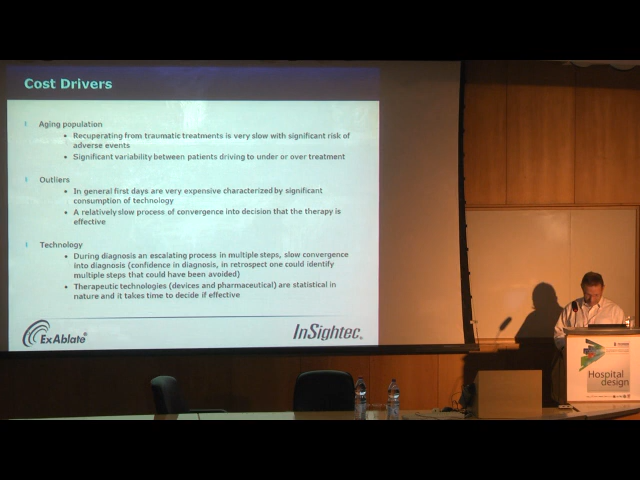 Cost Drivers
Aging population
• Recuperating from traumatic treatments is very slow with significant risk of
adverse events
• Significant variability between patients driving to under or over treatment
Outliers
• In general first days are very expensive characterized by significant
consumption of technology
• A relatively slow process of convergence into decision that the therapy is
effective
Technology
• During diagnosis an escalating process in multiple steps, slow convergence
into diagnosis (confidence in diagnosis, in retrospect one could identify
multiple steps that could have been avoided)
• Therapeutic technologies (devices and pharmaceutical) are statistical in
nature and it takes time to decide if effective
ExAblate®
InSightec®
Hospital
design